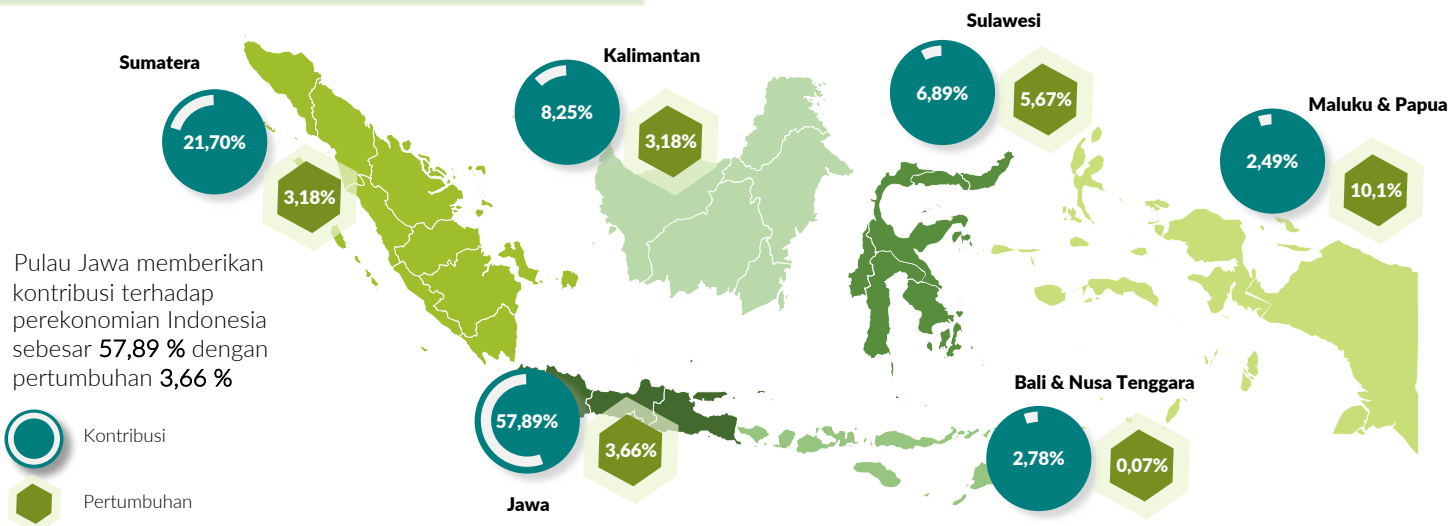 Sumatera
21,70%
3,18%
Kalimantan
8,25%
3,18%
Sulawesi
6,89%
5,67%
Maluku & Papua
2,49%
10,1%
Pulau Jawa memberikan
kontribusi terhadap
perekonomian Indonesia
sebesar 57,89 % dengan
pertumbuhan 3,66 %
Kontribusi
Pertumbuhan
57,89%
3,66%
Jawa
Bali & Nusa Tenggara
2,78%
0,07%